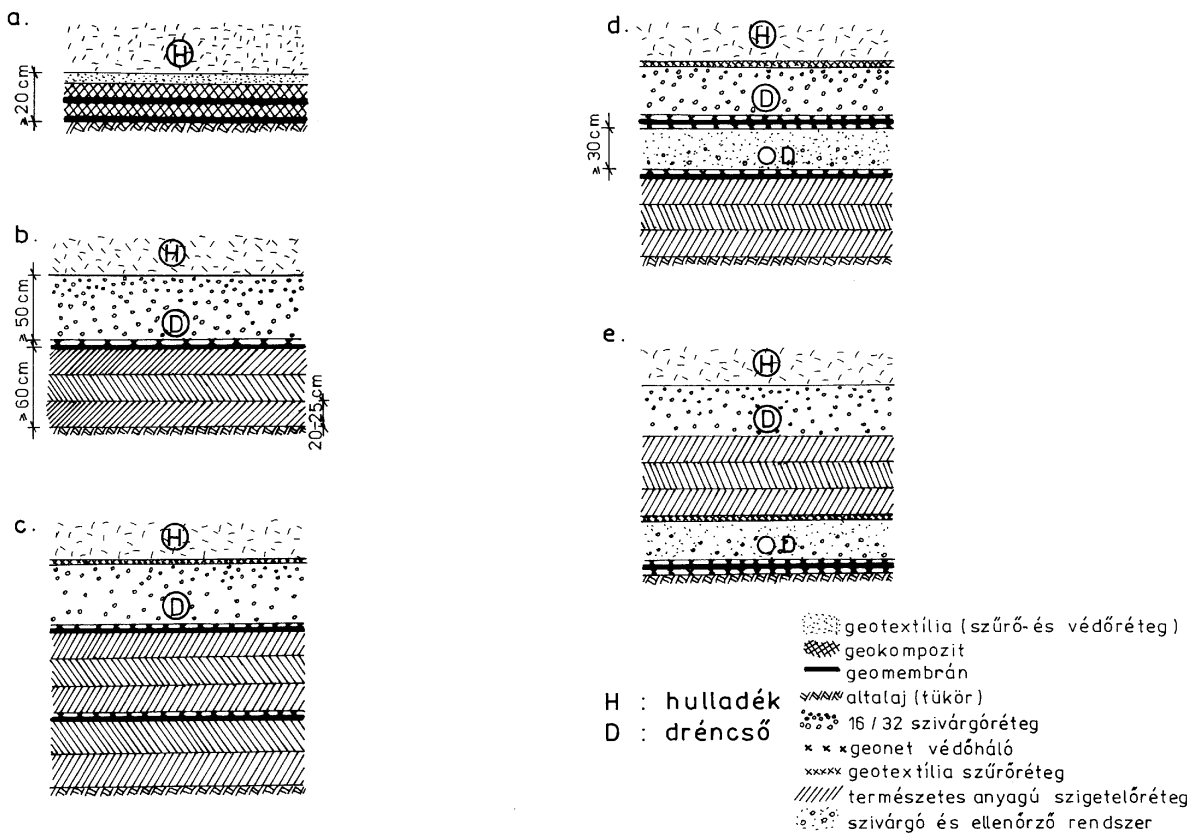 a.
H
≥20cm
b.
H
D
≥50cm
≥60cm
20-25cm
c.
H
D
d.
H
D
≥30cm
D
e.
H
D
D
H : hulladék
D : dréncső
geotextília (szűrő-és védőréteg)
geokompozit
geomembrán
altalaj (tükör)
16/32 szivárgóréteg
geonet védőháló
geotextília szűrőréteg
természetes anyagú szigetelőréteg
szivárgó és ellenőrző rendszer